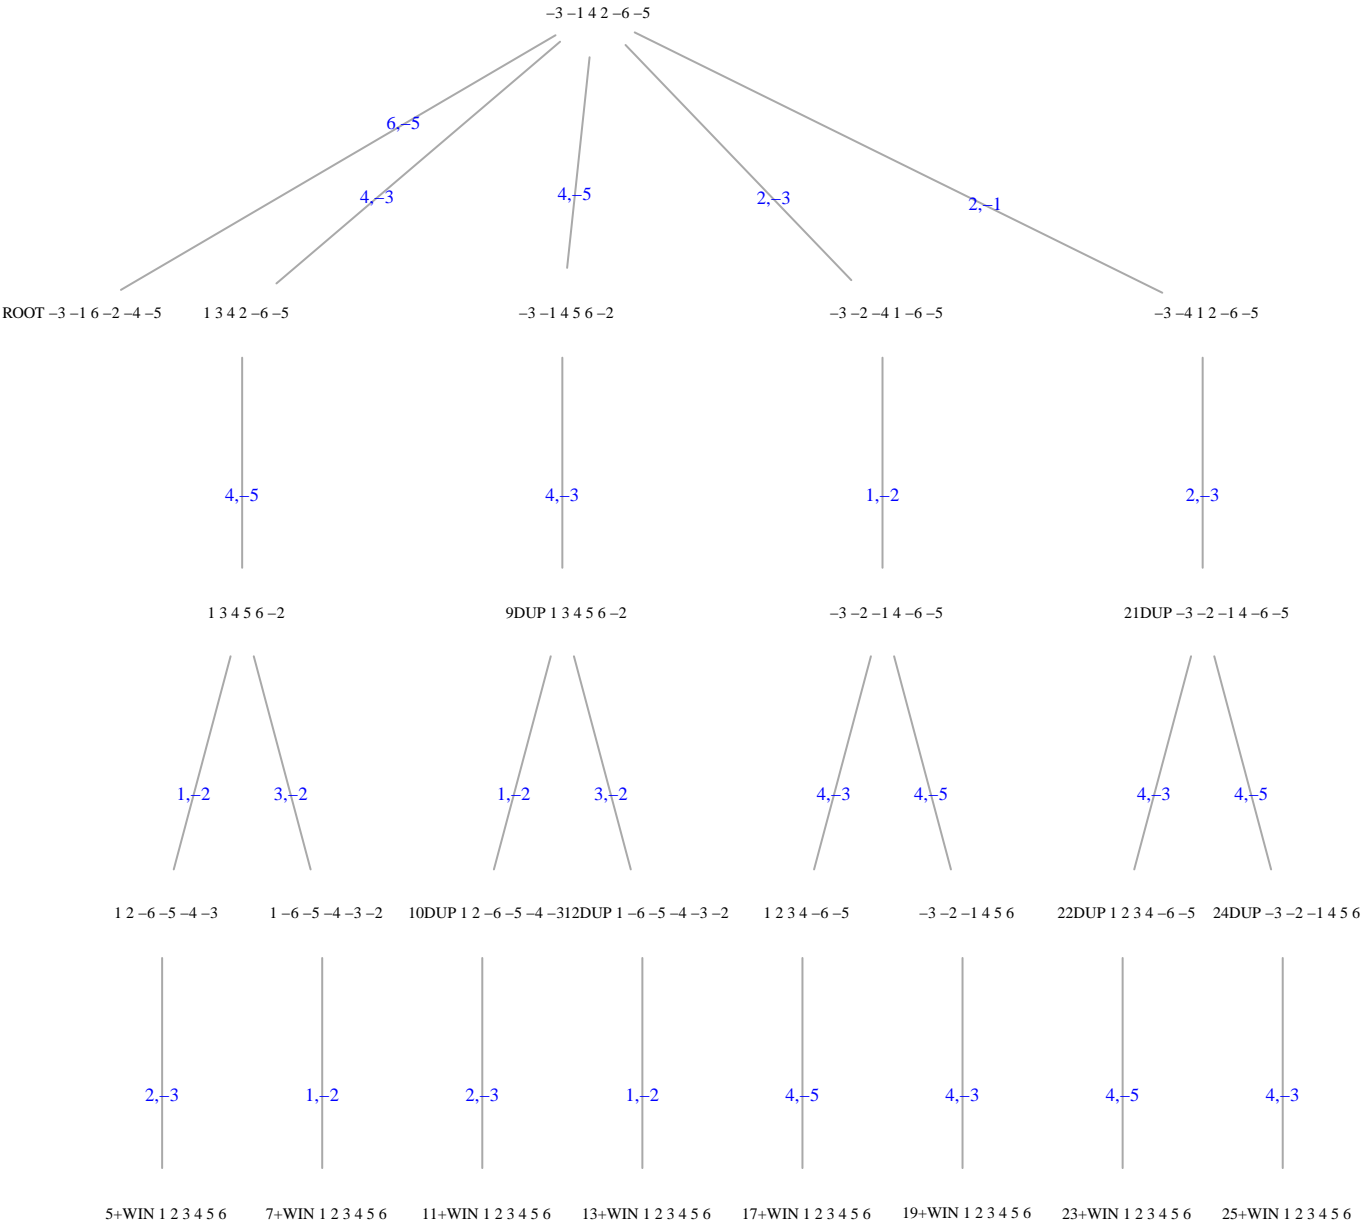 −3 −1 4 2 −6 −5
6,−5
4,−3
4,−5
2,−3
2,−1
ROOT −3 −1 6 −2 −4 −5
1 3 4 2 −6 −5
−3 −1 4 5 6 −2
−3 −2 −4 1 −6 −5
−3 −4 1 2 −6 −5
4,−5
4,−3
1,−2
2,−3
1 3 4 5 6 −2
9DUP 1 3 4 5 6 −2
−3 −2 −1 4 −6 −5
21DUP −3 −2 −1 4 −6 −5
1,−2
3,−2
1,−2
3,−2
4,−3
4,−5
4,−3
4,−5
1 2 −6 −5 −4 −3
1 −6 −5 −4 −3 −2
10DUP 1 2 −6 −5 −4 −3
12DUP 1 −6 −5 −4 −3 −2
1 2 3 4 −6 −5
−3 −2 −1 4 5 6
22DUP 1 2 3 4 −6 −5
24DUP −3 −2 −1 4 5 6
2,−3
1,−2
2,−3
1,−2
4,−5
4,−3
4,−5
4,−3
5+WIN 1 2 3 4 5 6
7+WIN 1 2 3 4 5 6
11+WIN 1 2 3 4 5 6
13+WIN 1 2 3 4 5 6
17+WIN 1 2 3 4 5 6
19+WIN 1 2 3 4 5 6
23+WIN 1 2 3 4 5 6
25+WIN 1 2 3 4 5 6